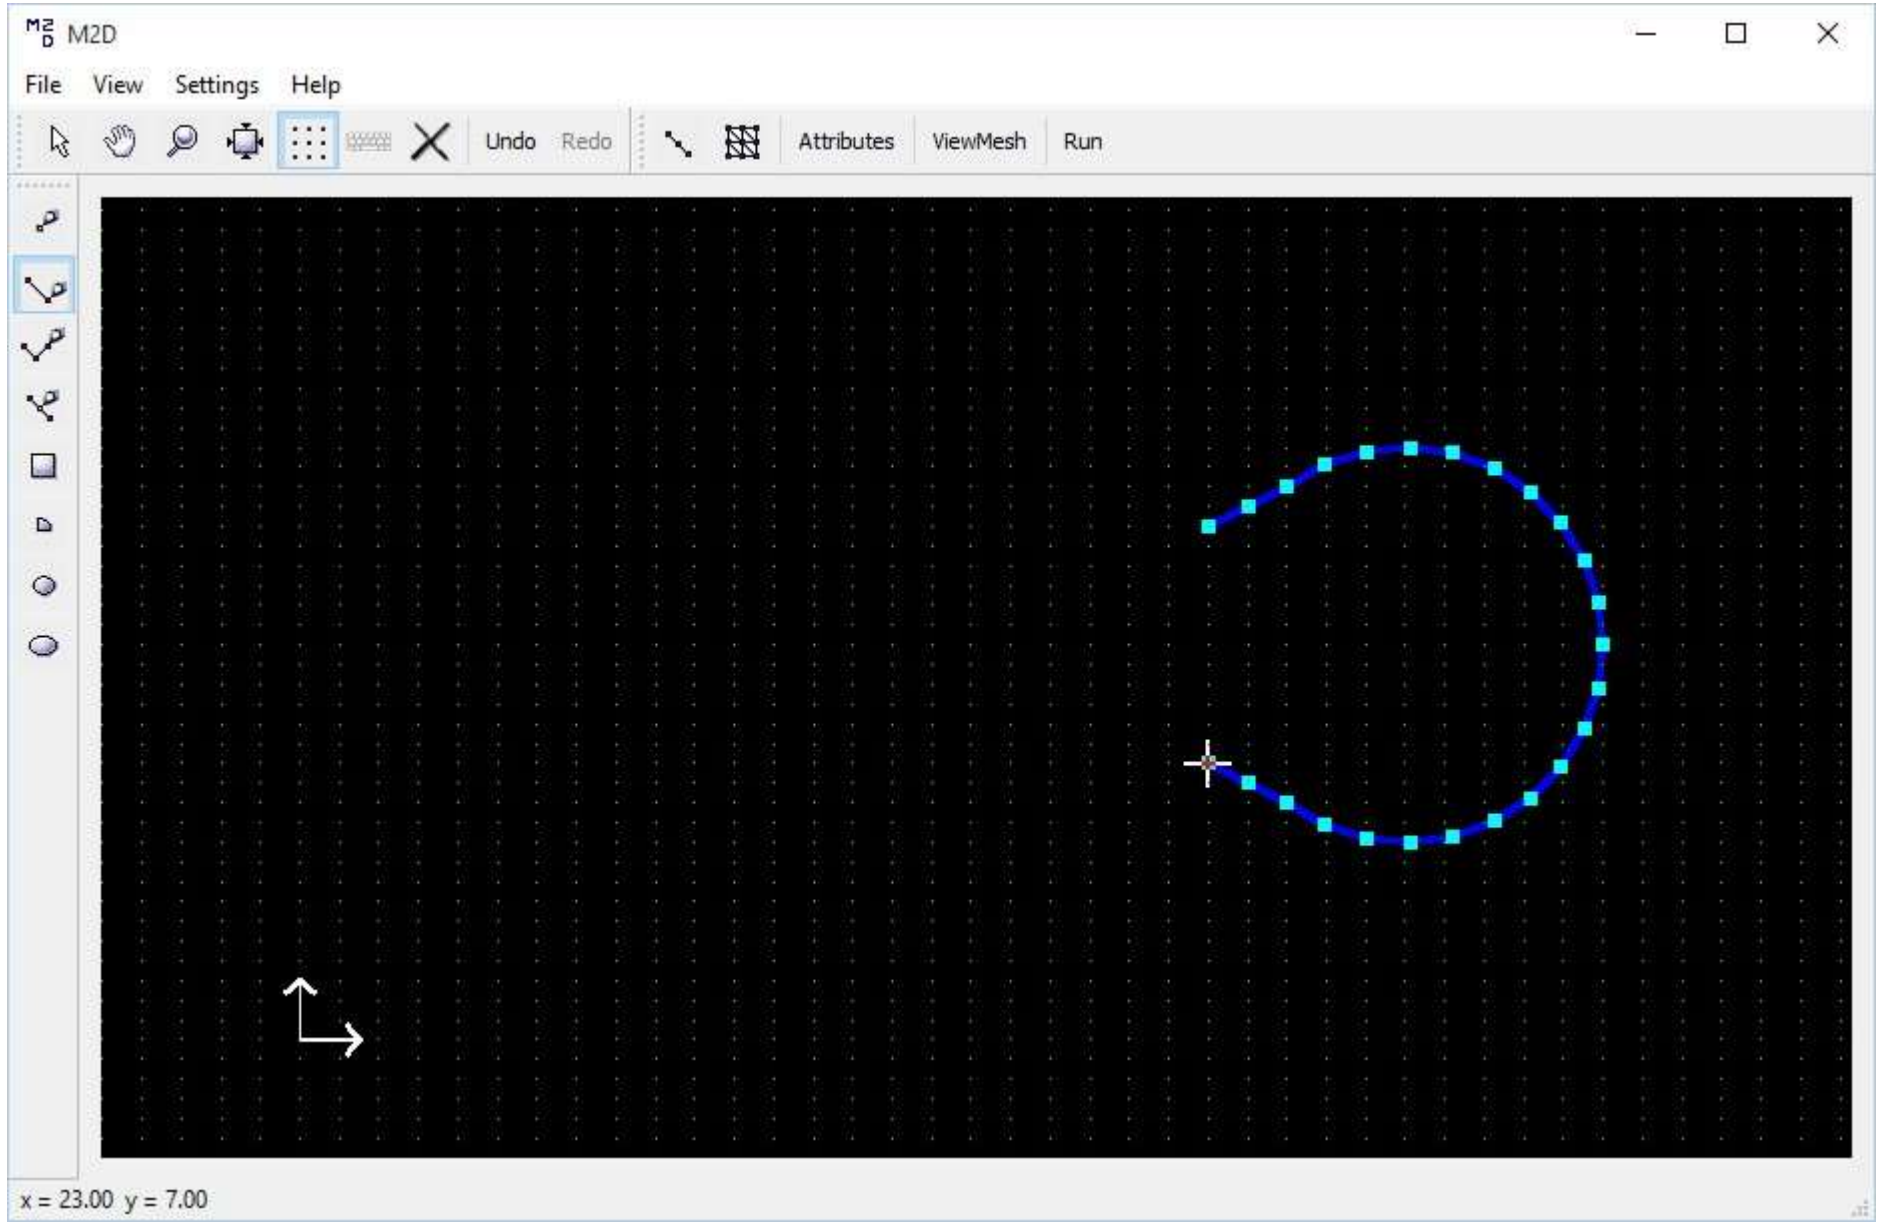 M2D M2D
File View Settings Help
Undo Redo Attributes ViewMesh Run
x = 23.00 y = 7.00